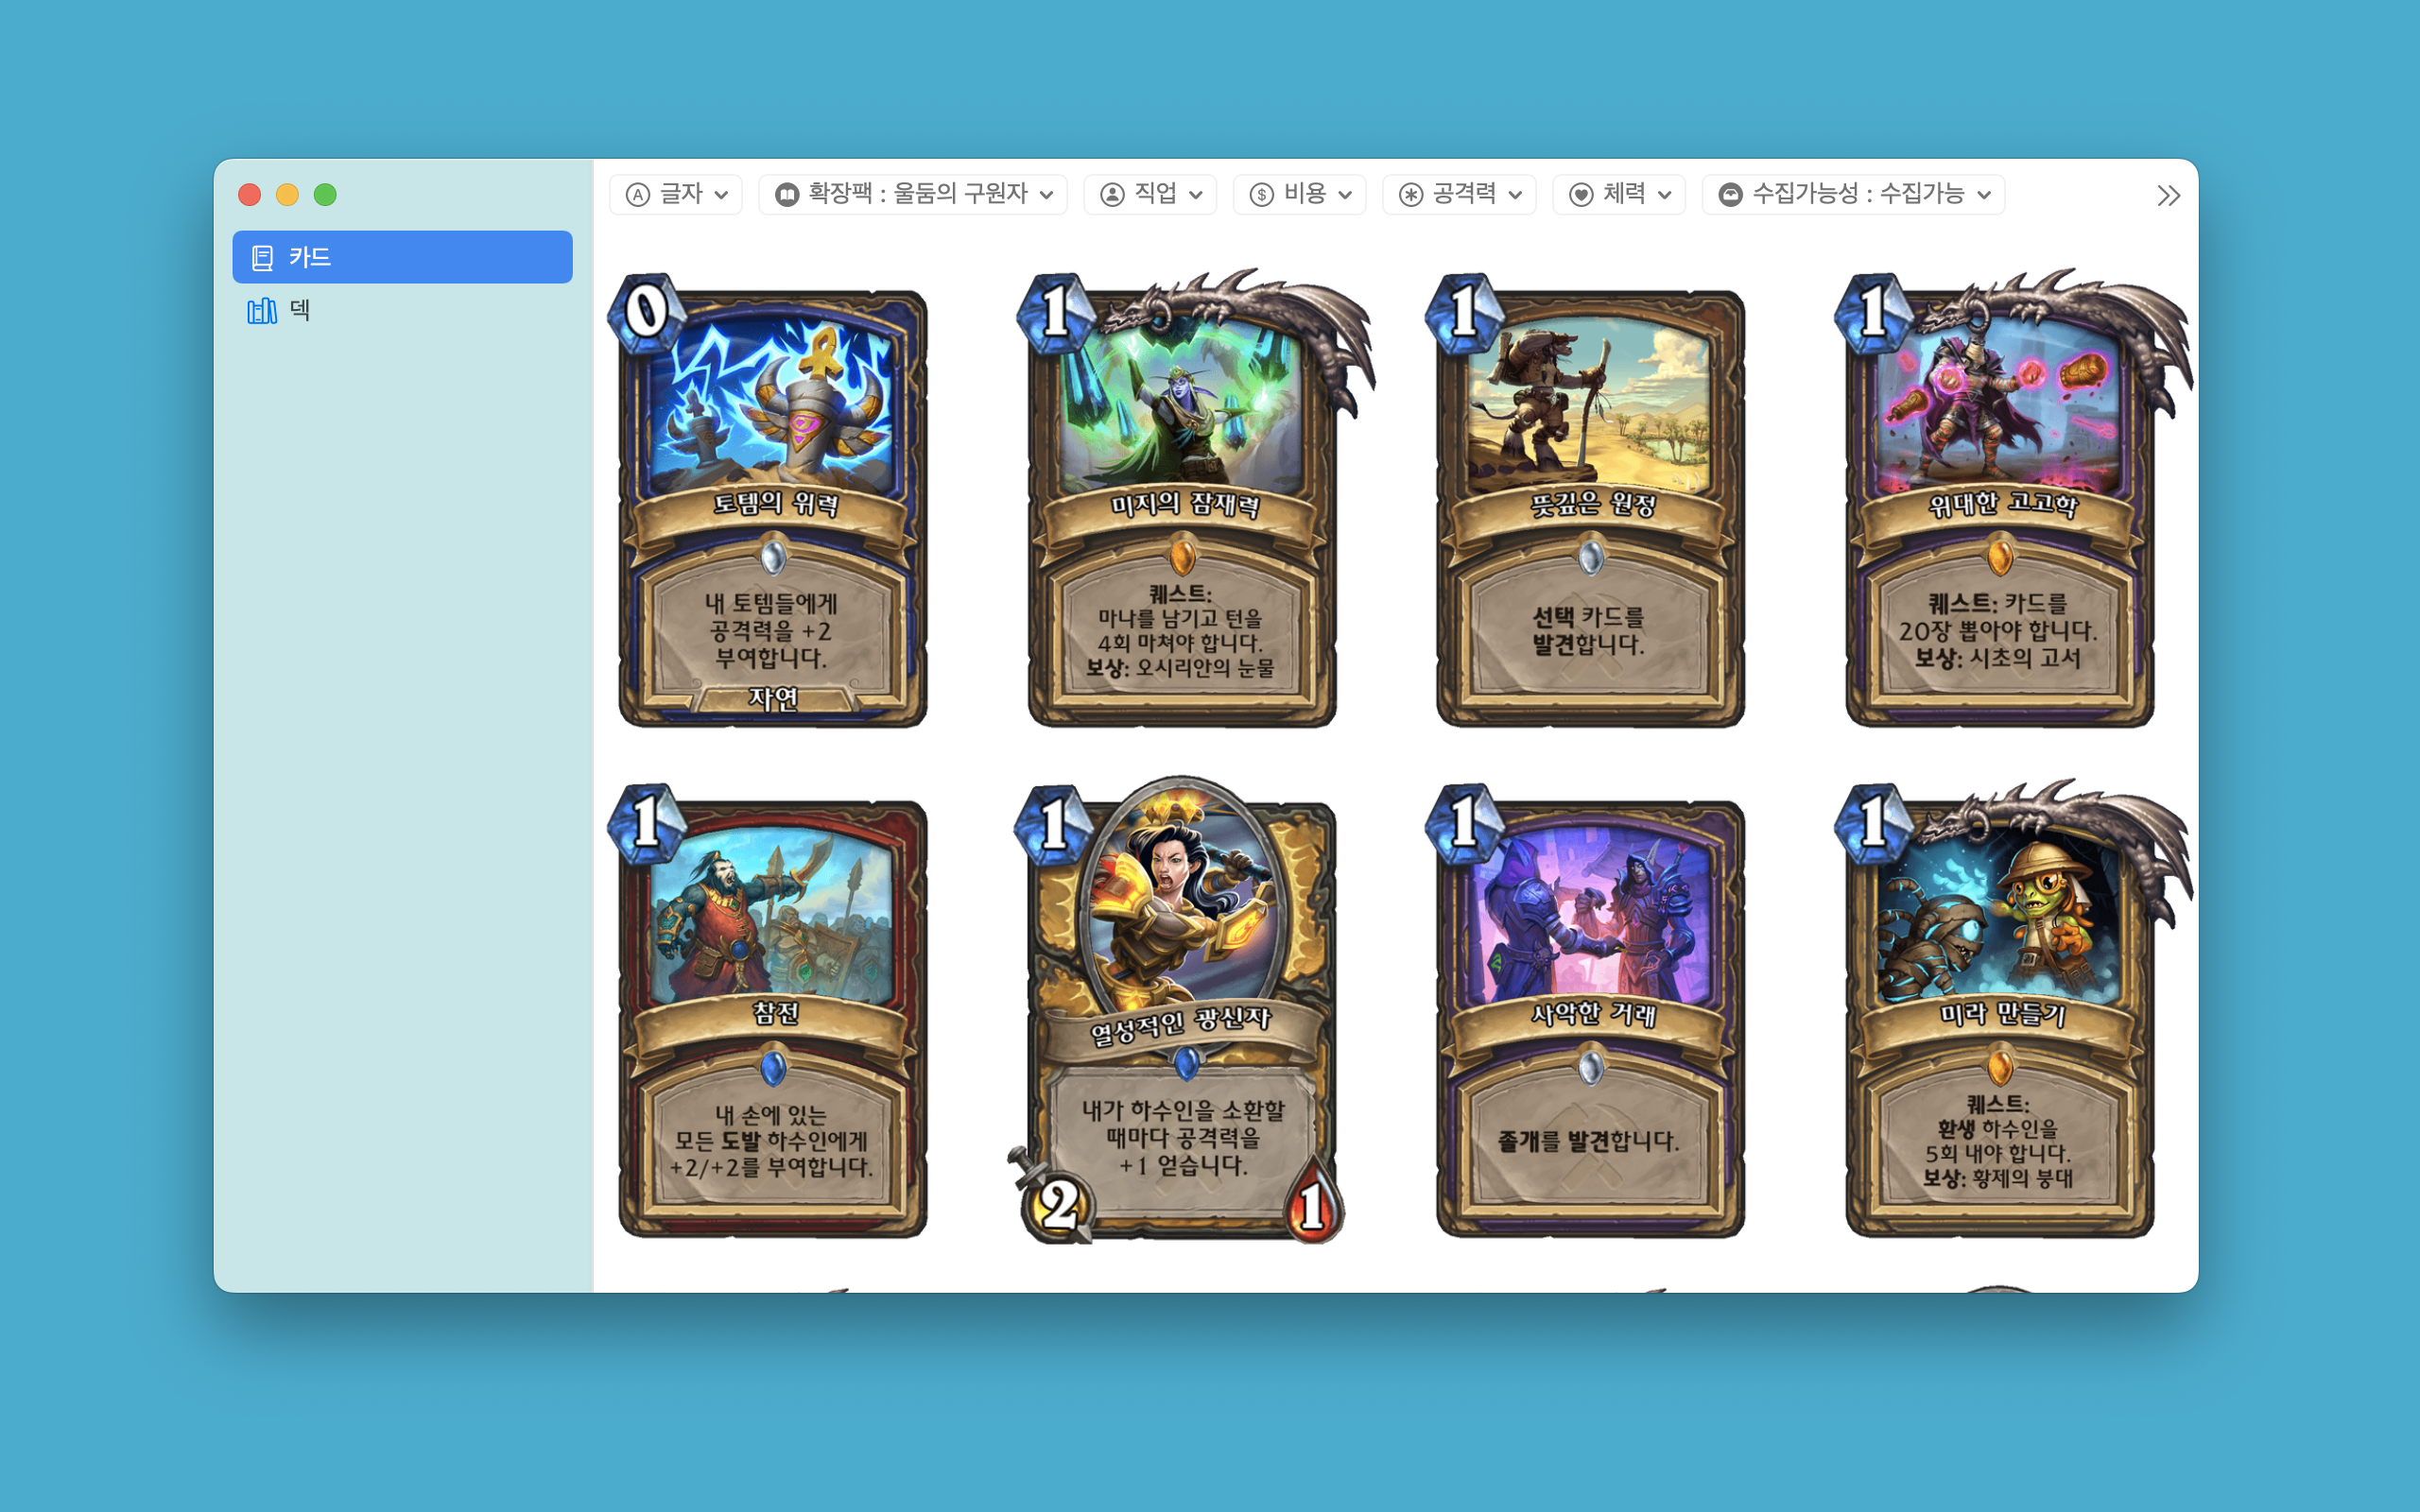 글자
확장팩 : 울둠의 구원자
직업
비용
공격력
체력
수집가능성 : 수집가능
카드
덱
0
토템의 위력
내 토템들에게
공격력을 +2
부여합니다.
자연
1
미지의 잠재력
퀘스트:
마나를 남기고 턴을
4회 마쳐야 합니다.
보상: 오시리안의 눈물
1
뜻깊은 원정
선택 카드를
발견합니다.
1
위대한 고고학
퀘스트: 카드를
20장 뽑아야 합니다.
보상: 시초의 고서
1
참전
내 손에 있는
모든 도발 하수인에게
+2/+2를 부여합니다.
1
열성적인 광신자
내가 하수인을 소환할
때마다 공격력을
+1 얻습니다.
2
1
1
사악한 거래
졸개를 발견합니다.
1
미라 만들기
퀘스트:
환생 하수인을
5회 내야 합니다.
보상: 황제의 붕대